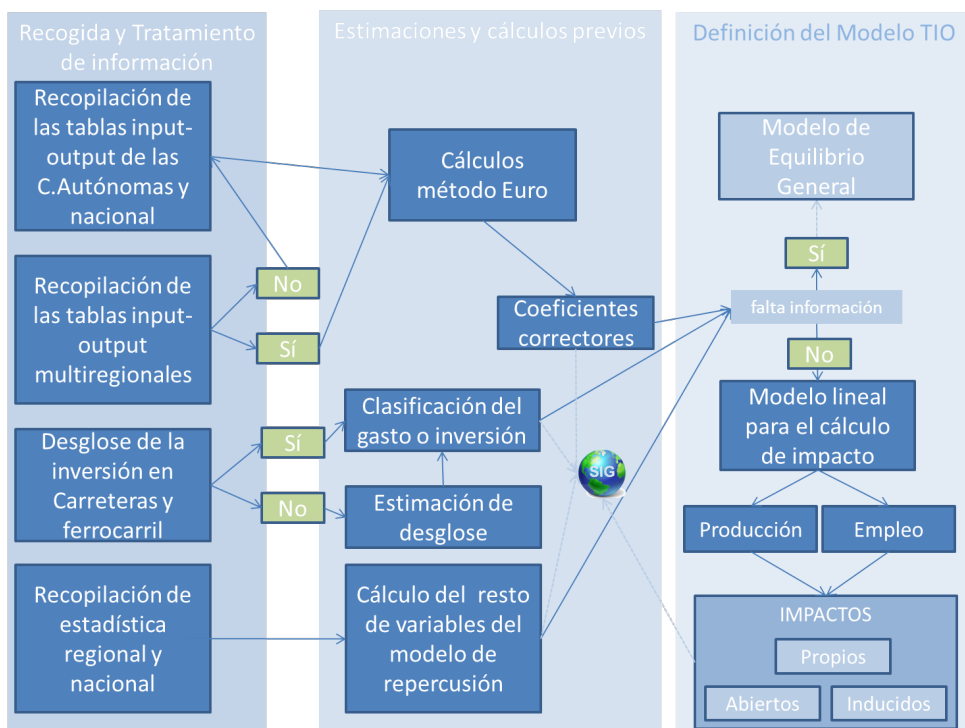 Recogida y Tratamiento
de información
Recopilación de
las tablas input-
output de las
C.Autónomas y
nacional
Recopilación de
las tablas input-
output
multiregionales
Desglose de la
inversión en
Carreteras y
ferrocarril
Recopilación de
estadística
regional y
nacional
No
Sí
Sí
No
Estimaciones y cálculos previos
Cálculos
método Euro
Coeficientes
correctores
Clasificación del
gasto o inversión
Estimación de
desglose
Cálculo del resto
de variables del
modelo de
repercusión
SIG
Definición del Modelo TIO
Modelo de
Equilibrio
General
Sí
falta información
No
Modelo lineal
para el cálculo
de impacto
Producción
Empleo
IMPACTOS
Propios
Abiertos
Inducidos